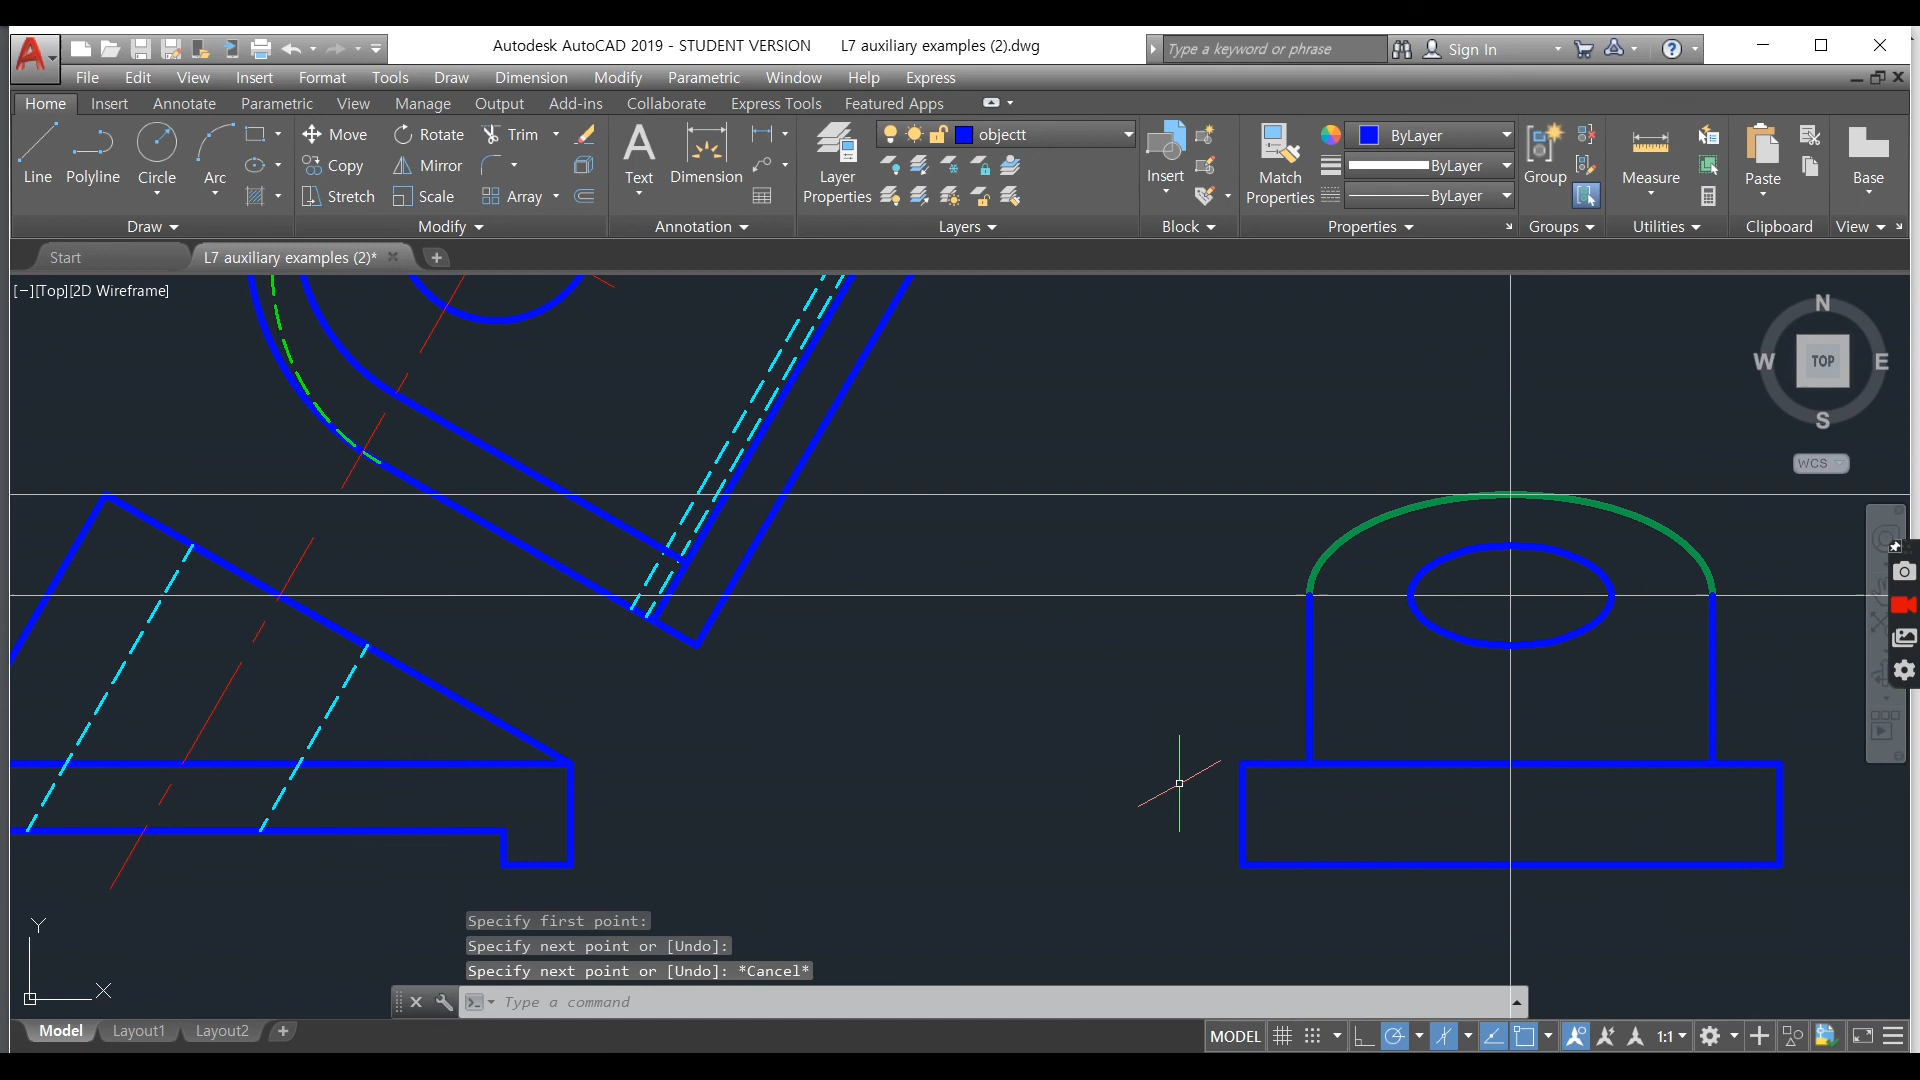 Autodesk AutoCAD 2019 - STUDENT VERSION L7 auxiliary examples (2).dwg
Type a keyword or phrase
Sign In
File Edit View Insert Format Tools Draw Dimension Modify Parametric Window Help Express
Home Insert Annotate Parametric View Manage Output Add-ins Collaborate Express Tools Featured Apps
Line Polyline Circle Arc
Move Rotate Trim
Copy Mirror
Stretch Scale Array
Text Dimension
Layer Properties
objectt
Insert
Match Properties
ByLayer
ByLayer
ByLayer
Group
Measure
Paste
Base
Draw Modify Annotation Layers Block Properties Groups Utilities Clipboard View
Start L7 auxiliary examples (2)*
[−][Top][2D Wireframe]
N
W TOP E
S
WCS
Y
X
Specify first point:
Specify next point or [Undo]:
Specify next point or [Undo]: *Cancel*
Type a command
Model Layout1 Layout2
MODEL 1:1